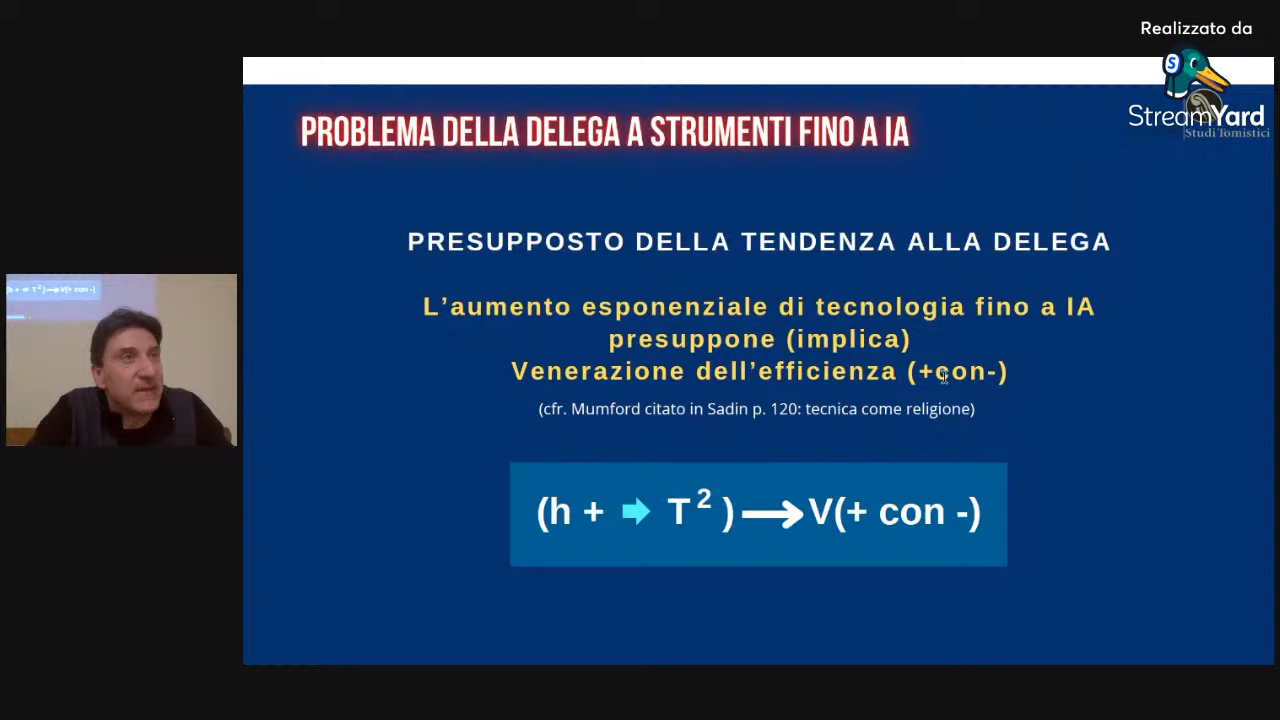 Realizzato da
StreamYard
Studi Tomistici
PROBLEMA DELLA DELEGA A STRUMENTI FINO A IA
PRESUPPOSTO DELLA TENDENZA ALLA DELEGA
L’aumento esponenziale di tecnologia fino a IA
presuppone (implica)
Venerazione dell’efficienza (+con-)
(cfr. Mumford citato in Sadin p. 120: tecnica come religione)
(h + ➡ T²)⟶V(+ con -)
(h + ➡ T²)⟶V(+ con -)